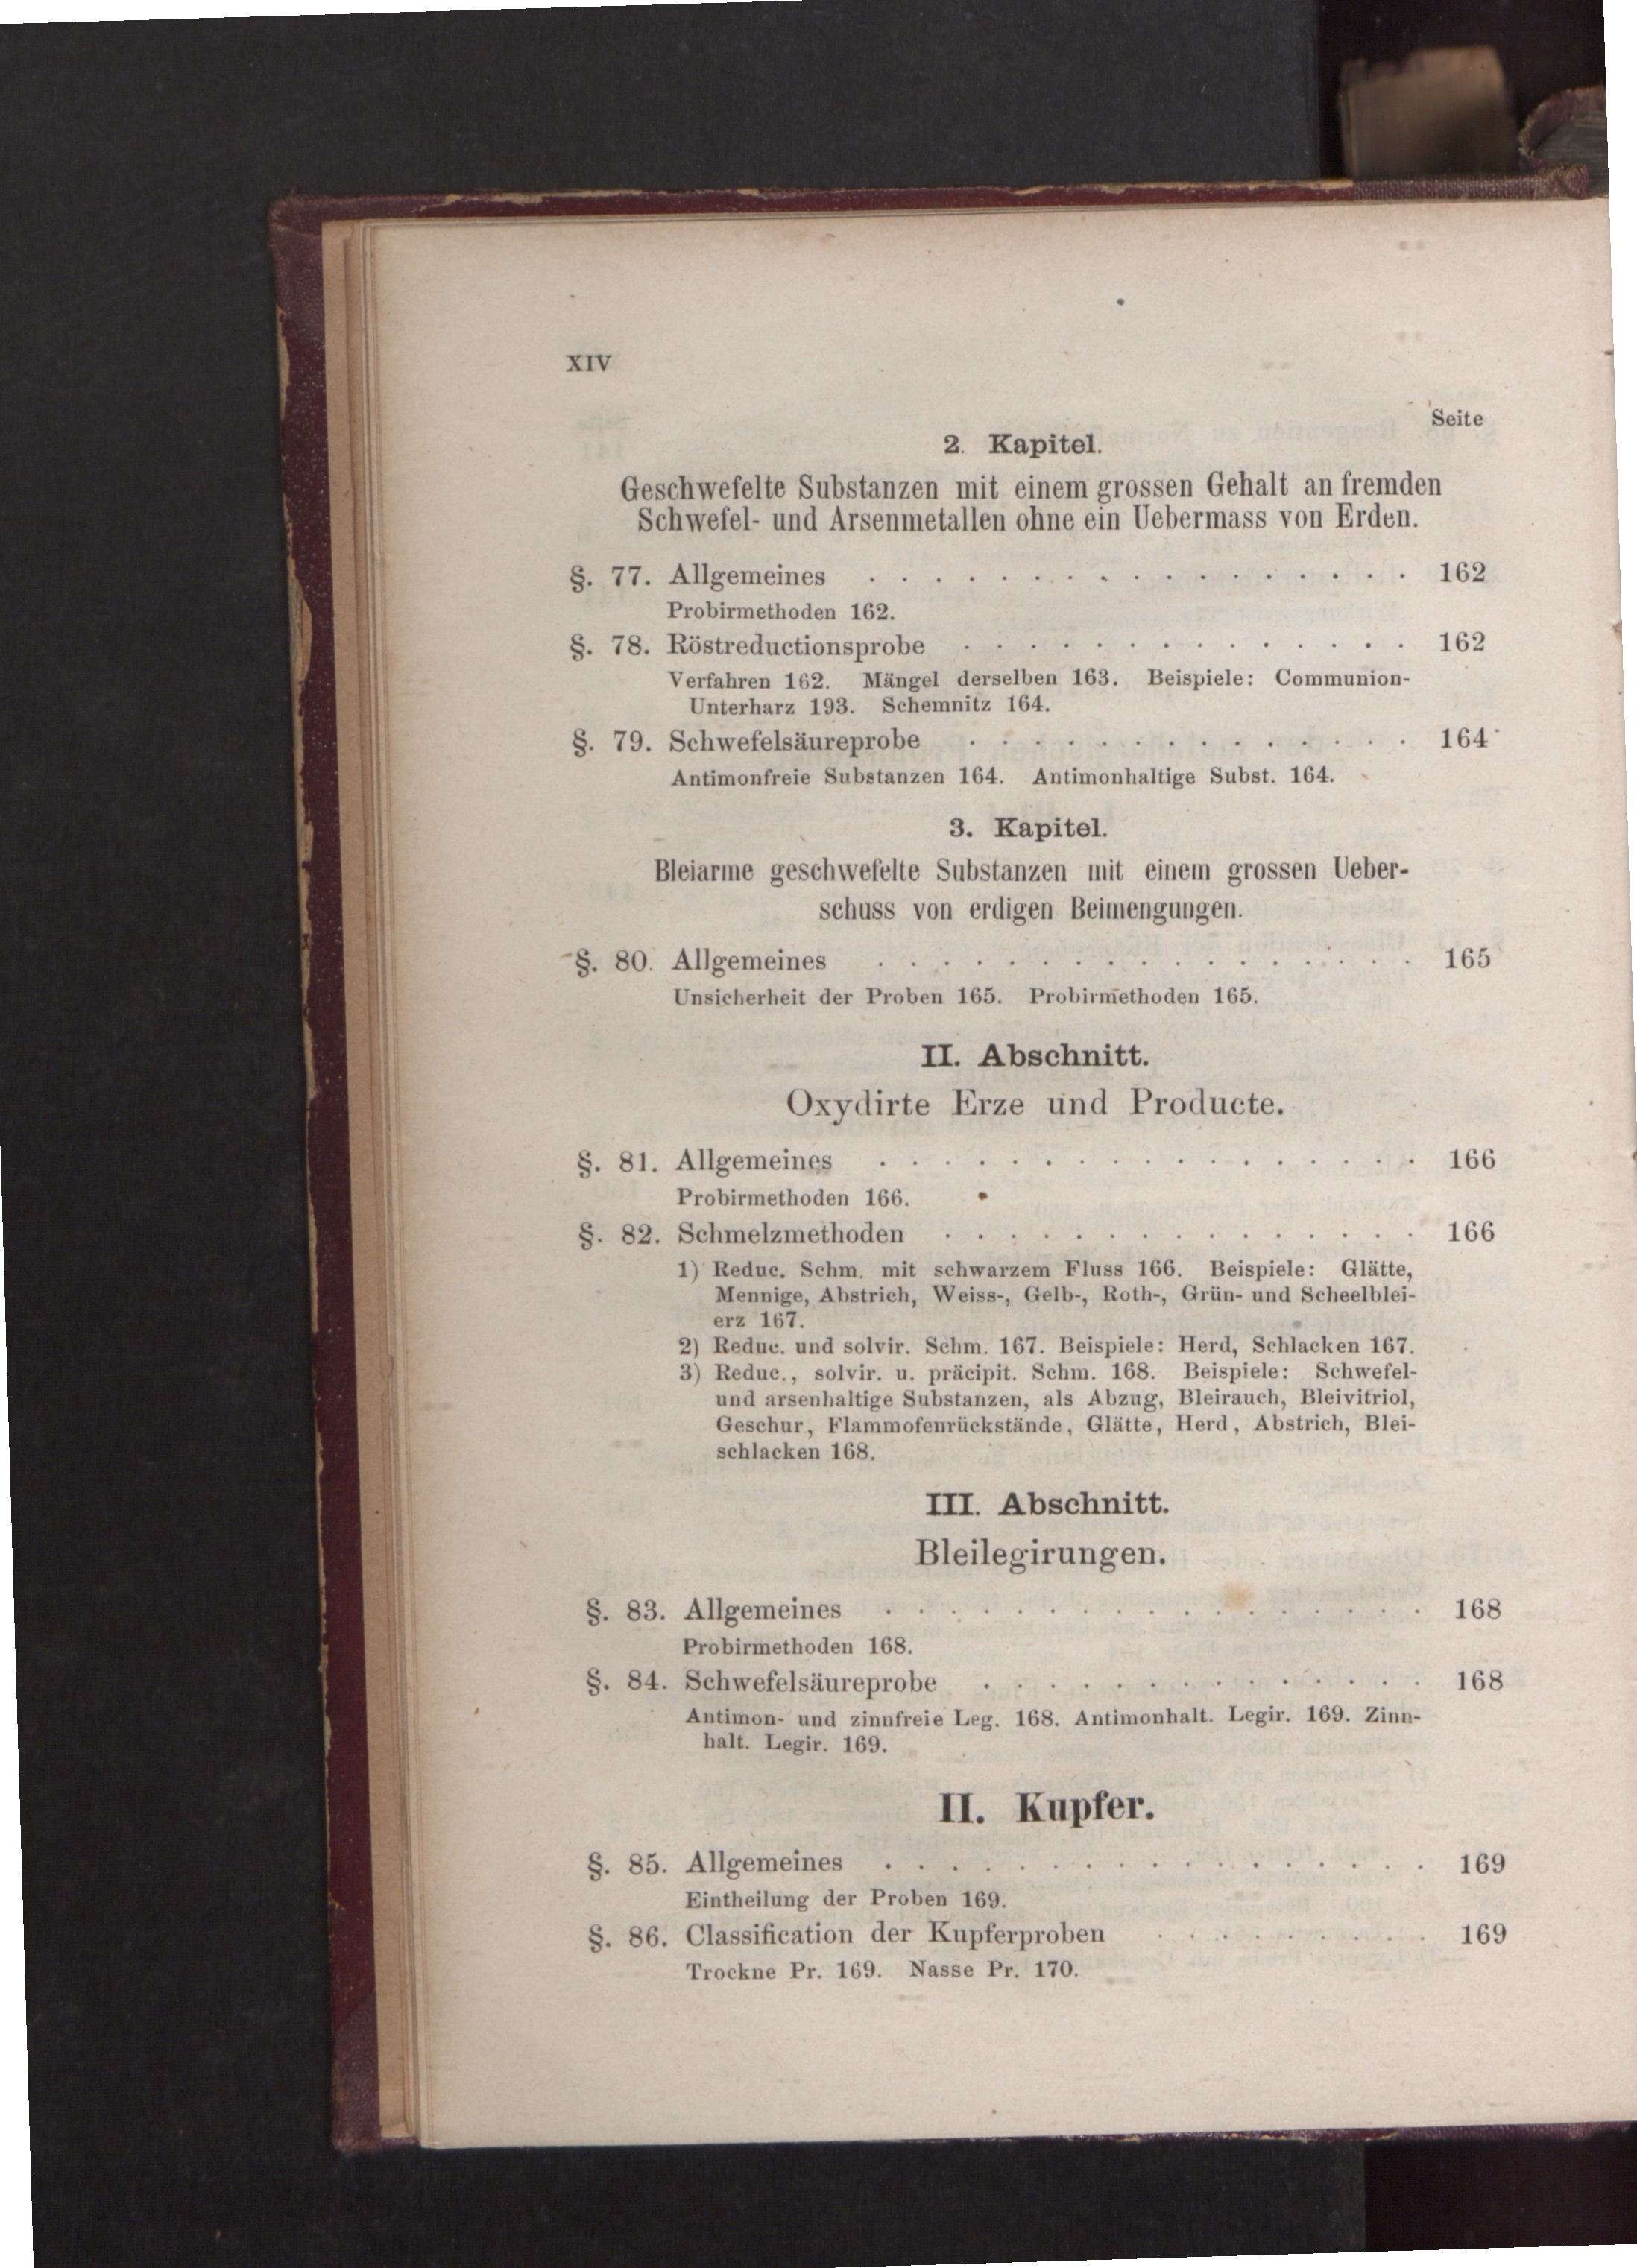 XIV
Seite
2. Kapitel.
Geschwefelte Substanzen mit einem grossen Gehalt an fremden
Schwefel- und Arsenmetallen ohne ein Uebermass von Erden.
§. 77. Allgemeines . . . . . . . . . . . . . . . . . 162
Probirmethoden 162.
§. 78. Röstreductionsprobe . . . . . . . . . . . . . . 162
Verfahren 162. Mängel derselben 163. Beispiele: Communion-
Unterharz 193. Schemnitz 164.
§. 79. Schwefelsäureprobe . . . . . . . . . . . . . . 164
Antimonfreie Substanzen 164. Antimonhaltige Subst. 164.
3. Kapitel.
Bleiarme geschwefelte Substanzen mit einem grossen Ueber-
schuss von erdigen Beimengungen.
§. 80. Allgemeines . . . . . . . . . . . . . . . . . 165
Unsicherheit der Proben 165. Probirmethoden 165.
II. Abschnitt.
Oxydirte Erze und Producte.
§. 81. Allgemeines . . . . . . . . . . . . . . . . . 166
Probirmethoden 166.
§. 82. Schmelzmethoden . . . . . . . . . . . . . . . 166
1) Reduc. Schm. mit schwarzem Fluss 166. Beispiele: Glätte,
Mennige, Abstrich, Weiss-, Gelb-, Roth-, Grün- und Scheelblei-
erz 167.
2) Reduc. und solvir. Schm. 167. Beispiele: Herd, Schlacken 167.
3) Reduc., solvir. u. präcipit. Schm. 168. Beispiele: Schwefel-
und arsenhaltige Substanzen, als Abzug, Bleirauch, Bleivitriol,
Geschur, Flammofenrückstände, Glätte, Herd, Abstrich, Blei-
schlacken 168.
III. Abschnitt.
Bleilegirungen.
§. 83. Allgemeines . . . . . . . . . . . . . . . . . 168
Probirmethoden 168.
§. 84. Schwefelsäureprobe . . . . . . . . . . . . . . 168
Antimon- und zinnfreie Leg. 168. Antimonhalt. Legir. 169. Zinn-
halt. Legir. 169.
II. Kupfer.
§. 85. Allgemeines . . . . . . . . . . . . . . . . . 169
Eintheilung der Proben 169.
§. 86. Classification der Kupferproben . . . . . . . . . 169
Trockne Pr. 169. Nasse Pr. 170.